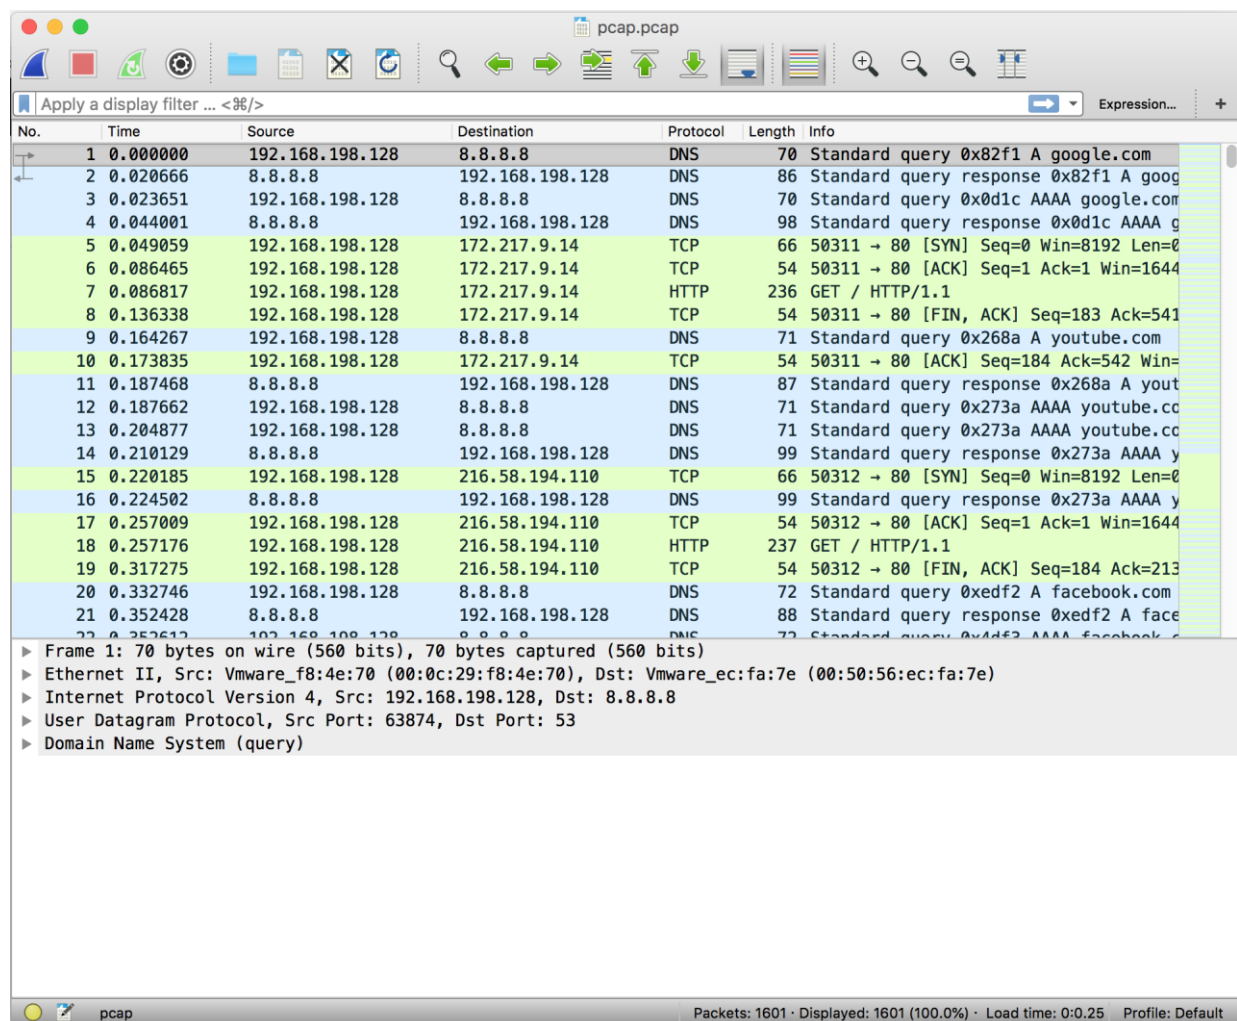 pcap.pcap
Apply a display filter ... <⌘/>
Expression... +
No. Time Source Destination Protocol Length Info
1 0.000000 192.168.198.128 8.8.8.8 DNS 70 Standard query 0x82f1 A google.com
2 0.020666 8.8.8.8 192.168.198.128 DNS 86 Standard query response 0x82f1 A goog
3 0.023651 192.168.198.128 8.8.8.8 DNS 70 Standard query 0x0d1c AAAA google.com
4 0.044001 8.8.8.8 192.168.198.128 DNS 98 Standard query response 0x0d1c AAAA g
5 0.049059 192.168.198.128 172.217.9.14 TCP 66 50311 → 80 [SYN] Seq=0 Win=8192 Len=0
6 0.086465 192.168.198.128 172.217.9.14 TCP 54 50311 → 80 [ACK] Seq=1 Ack=1 Win=1644
7 0.086817 192.168.198.128 172.217.9.14 HTTP 236 GET / HTTP/1.1
8 0.136338 192.168.198.128 172.217.9.14 TCP 54 50311 → 80 [FIN, ACK] Seq=183 Ack=541
9 0.164267 192.168.198.128 8.8.8.8 DNS 71 Standard query 0x268a A youtube.com
10 0.173835 192.168.198.128 172.217.9.14 TCP 54 50311 → 80 [ACK] Seq=184 Ack=542 Win=
11 0.187468 8.8.8.8 192.168.198.128 DNS 87 Standard query response 0x268a A yout
12 0.187662 192.168.198.128 8.8.8.8 DNS 71 Standard query 0x273a AAAA youtube.co
13 0.204877 192.168.198.128 8.8.8.8 DNS 71 Standard query 0x273a AAAA youtube.co
14 0.210129 8.8.8.8 192.168.198.128 DNS 99 Standard query response 0x273a AAAA y
15 0.220185 192.168.198.128 216.58.194.110 TCP 66 50312 → 80 [SYN] Seq=0 Win=8192 Len=0
16 0.224502 8.8.8.8 192.168.198.128 DNS 99 Standard query response 0x273a AAAA y
17 0.257009 192.168.198.128 216.58.194.110 TCP 54 50312 → 80 [ACK] Seq=1 Ack=1 Win=1644
18 0.257176 192.168.198.128 216.58.194.110 HTTP 237 GET / HTTP/1.1
19 0.317275 192.168.198.128 216.58.194.110 TCP 54 50312 → 80 [FIN, ACK] Seq=184 Ack=213
20 0.332746 192.168.198.128 8.8.8.8 DNS 72 Standard query 0xedf2 A facebook.com
21 0.352428 8.8.8.8 192.168.198.128 DNS 88 Standard query response 0xedf2 A face
22 0.352612 192.168.198.128 8.8.8.8 DNS 72 Standard query 0x4df3 AAAA facebook.c
Frame 1: 70 bytes on wire (560 bits), 70 bytes captured (560 bits)
Ethernet II, Src: Vmware_f8:4e:70 (00:0c:29:f8:4e:70), Dst: Vmware_ec:fa:7e (00:50:56:ec:fa:7e)
Internet Protocol Version 4, Src: 192.168.198.128, Dst: 8.8.8.8
User Datagram Protocol, Src Port: 63874, Dst Port: 53
Domain Name System (query)
pcap Packets: 1601 · Displayed: 1601 (100.0%) · Load time: 0:0.25 Profile: Default